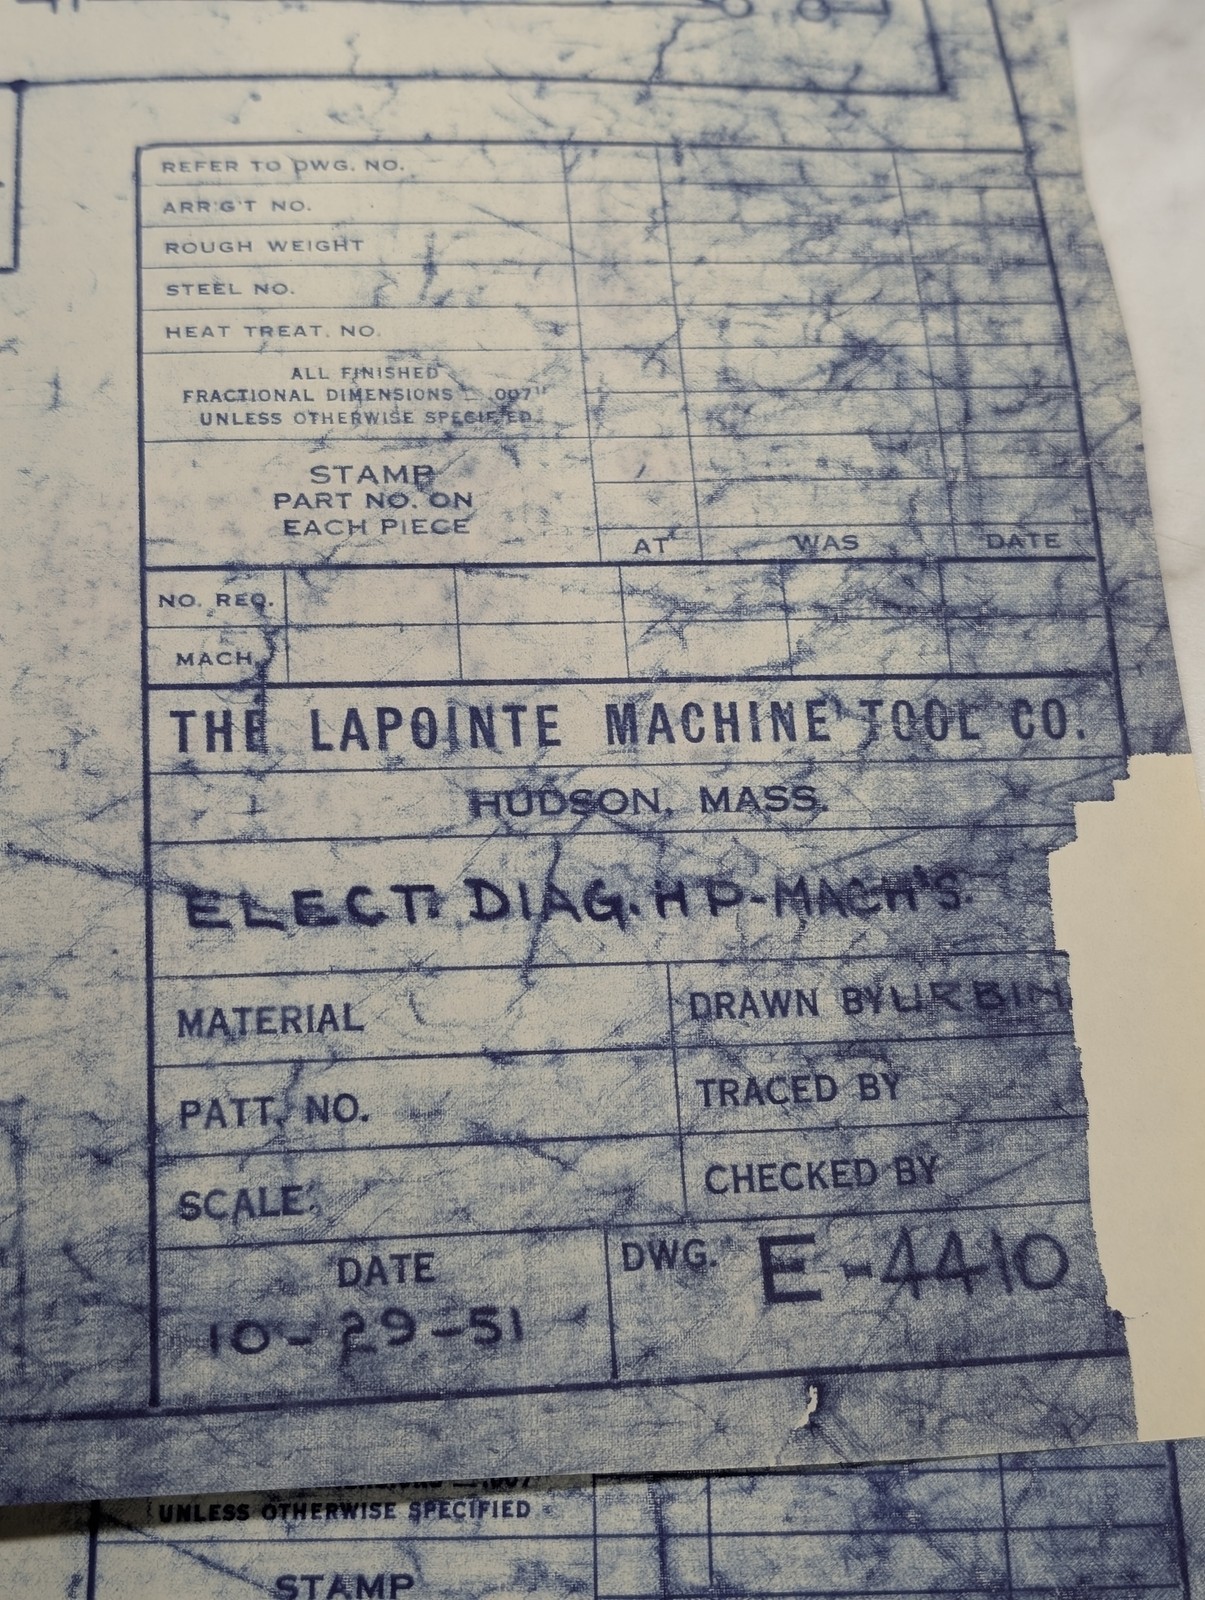 REFER TO DWG. NO.
ARR'G'T NO.
ROUGH WEIGHT
STEEL NO.
HEAT TREAT. NO.
ALL FINISHED
FRACTIONAL DIMENSIONS .007"
UNLESS OTHERWISE SPECIFIED
STAMP
PART NO. ON
EACH PIECE
AT WAS DATE
NO. REQ.
MACH.
THE LAPOINTE MACHINE TOOL CO.
HUDSON, MASS.
ELECT. DIAG. H P-MACH'S.
MATERIAL
DRAWN BY URBIN
PATT. NO.
TRACED BY
SCALE
CHECKED BY
DATE
10-29-51
DWG. E-4410
UNLESS OTHERWISE SPECIFIED
STAMP